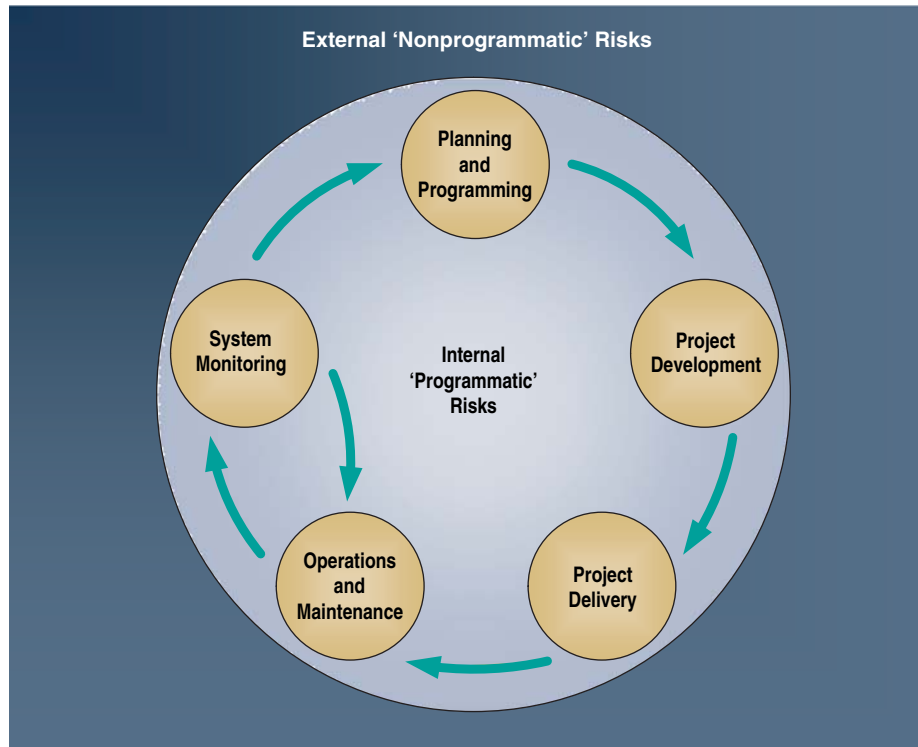 External ‘Nonprogrammatic’ Risks
Planning
and
Programming
System
Monitoring
Project
Development
Internal
‘Programmatic’
Risks
Operations
and
Maintenance
Project
Delivery